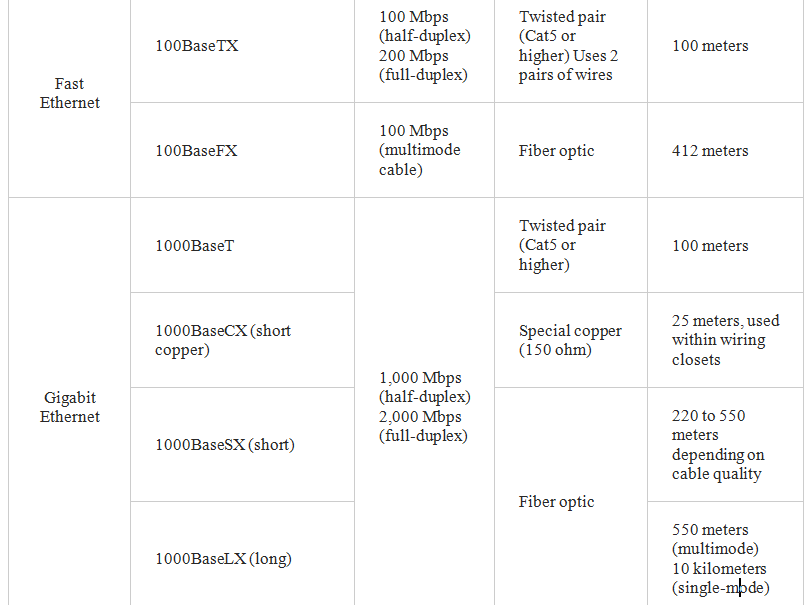 Fast
Ethernet
100BaseTX
100 Mbps
(half-duplex)
200 Mbps
(full-duplex)
Twisted pair
(Cat5 or
higher) Uses 2
pairs of wires
100 meters
100BaseFX
100 Mbps
(multimode
cable)
Fiber optic
412 meters
Gigabit
Ethernet
1000BaseT
1,000 Mbps
(half-duplex)
2,000 Mbps
(full-duplex)
Twisted pair
(Cat5 or
higher)
100 meters
1000BaseCX (short
copper)
Special copper
(150 ohm)
25 meters, used
within wiring
closets
1000BaseSX (short)
Fiber optic
220 to 550
meters
depending on
cable quality
1000BaseLX (long)
550 meters
(multimode)
10 kilometers
(single-mode)